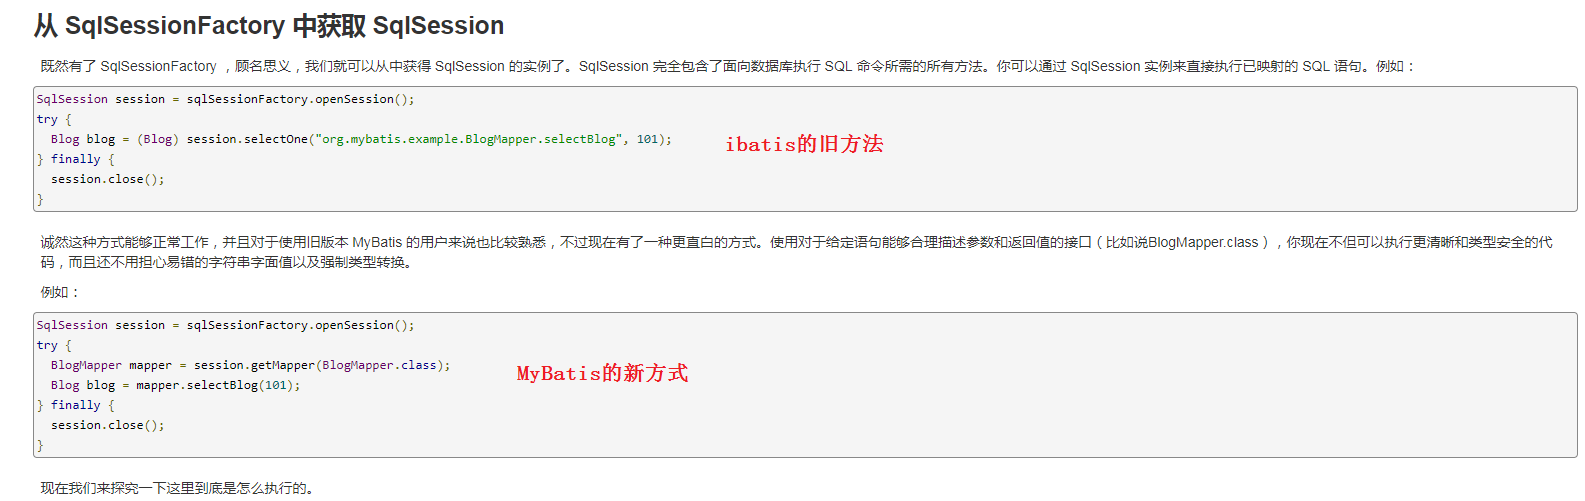 从 SqlSessionFactory 中获取 SqlSession
既然有了 SqlSessionFactory ，顾名思义，我们就可以从中获得 SqlSession 的实例了。SqlSession 完全包含了面向数据库执行 SQL 命令所需的所有方法。你可以通过 SqlSession 实例来直接执行已映射的 SQL 语句。例如：
SqlSession session = sqlSessionFactory.openSession();
try {
  Blog blog = (Blog) session.selectOne("org.mybatis.example.BlogMapper.selectBlog", 101);
ibatis的旧方法
} finally {
  session.close();
}
诚然这种方式能够正常工作，并且对于使用旧版本 MyBatis 的用户来说也比较熟悉，不过现在有了一种更直白的方式。使用对于给定语句能够合理描述参数和返回值的接口（比如说BlogMapper.class），你现在不但可以执行更清晰和类型安全的代
码，而且还不用担心易错的字符串字面值以及强制类型转换。
例如：
SqlSession session = sqlSessionFactory.openSession();
try {
  BlogMapper mapper = session.getMapper(BlogMapper.class);
MyBatis的新方式
  Blog blog = mapper.selectBlog(101);
} finally {
  session.close();
}
现在我们来探究一下这里到底是怎么执行的。